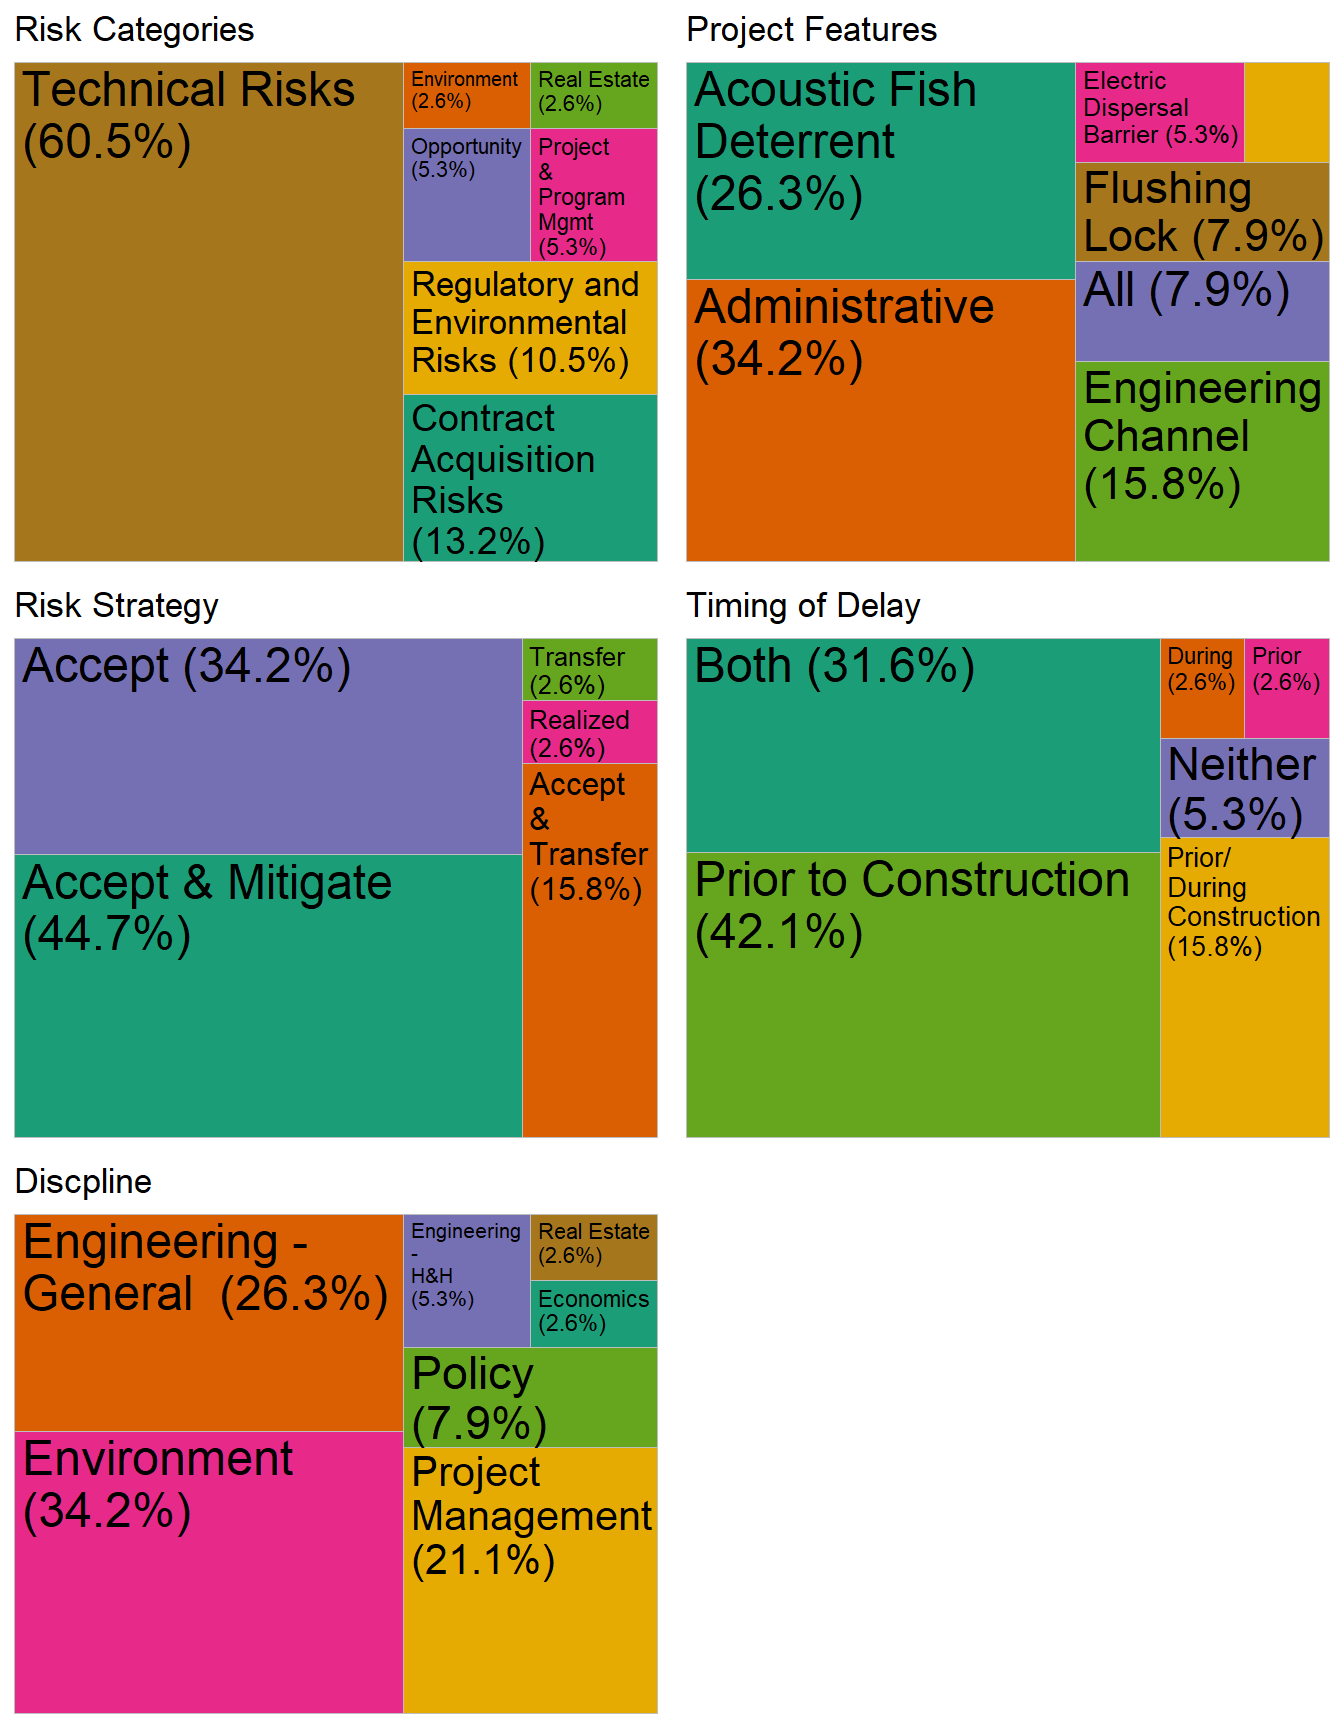 Risk Categories
Technical Risks
(60.5%)
Environment
(2.6%)
Real Estate
(2.6%)
Opportunity
(5.3%)
Project
&
Program
Mgmt
(5.3%)
Regulatory and
Environmental
Risks (10.5%)
Contract
Acquisition
Risks
(13.2%)
Project Features
Acoustic Fish
Deterrent
(26.3%)
Electric
Dispersal
Barrier (5.3%)
Flushing
Lock (7.9%)
All (7.9%)
Administrative
(34.2%)
Engineering
Channel
(15.8%)
Risk Strategy
Accept (34.2%)
Transfer
(2.6%)
Realized
(2.6%)
Accept
&
Transfer
(15.8%)
Accept & Mitigate
(44.7%)
Timing of Delay
Both (31.6%)
During
(2.6%)
Prior
(2.6%)
Neither
(5.3%)
Prior/
During
Construction
(15.8%)
Prior to Construction
(42.1%)
Discpline
Engineering -
General (26.3%)
Engineering
-
H&H
(5.3%)
Real Estate
(2.6%)
Economics
(2.6%)
Policy
(7.9%)
Environment
(34.2%)
Project
Management
(21.1%)